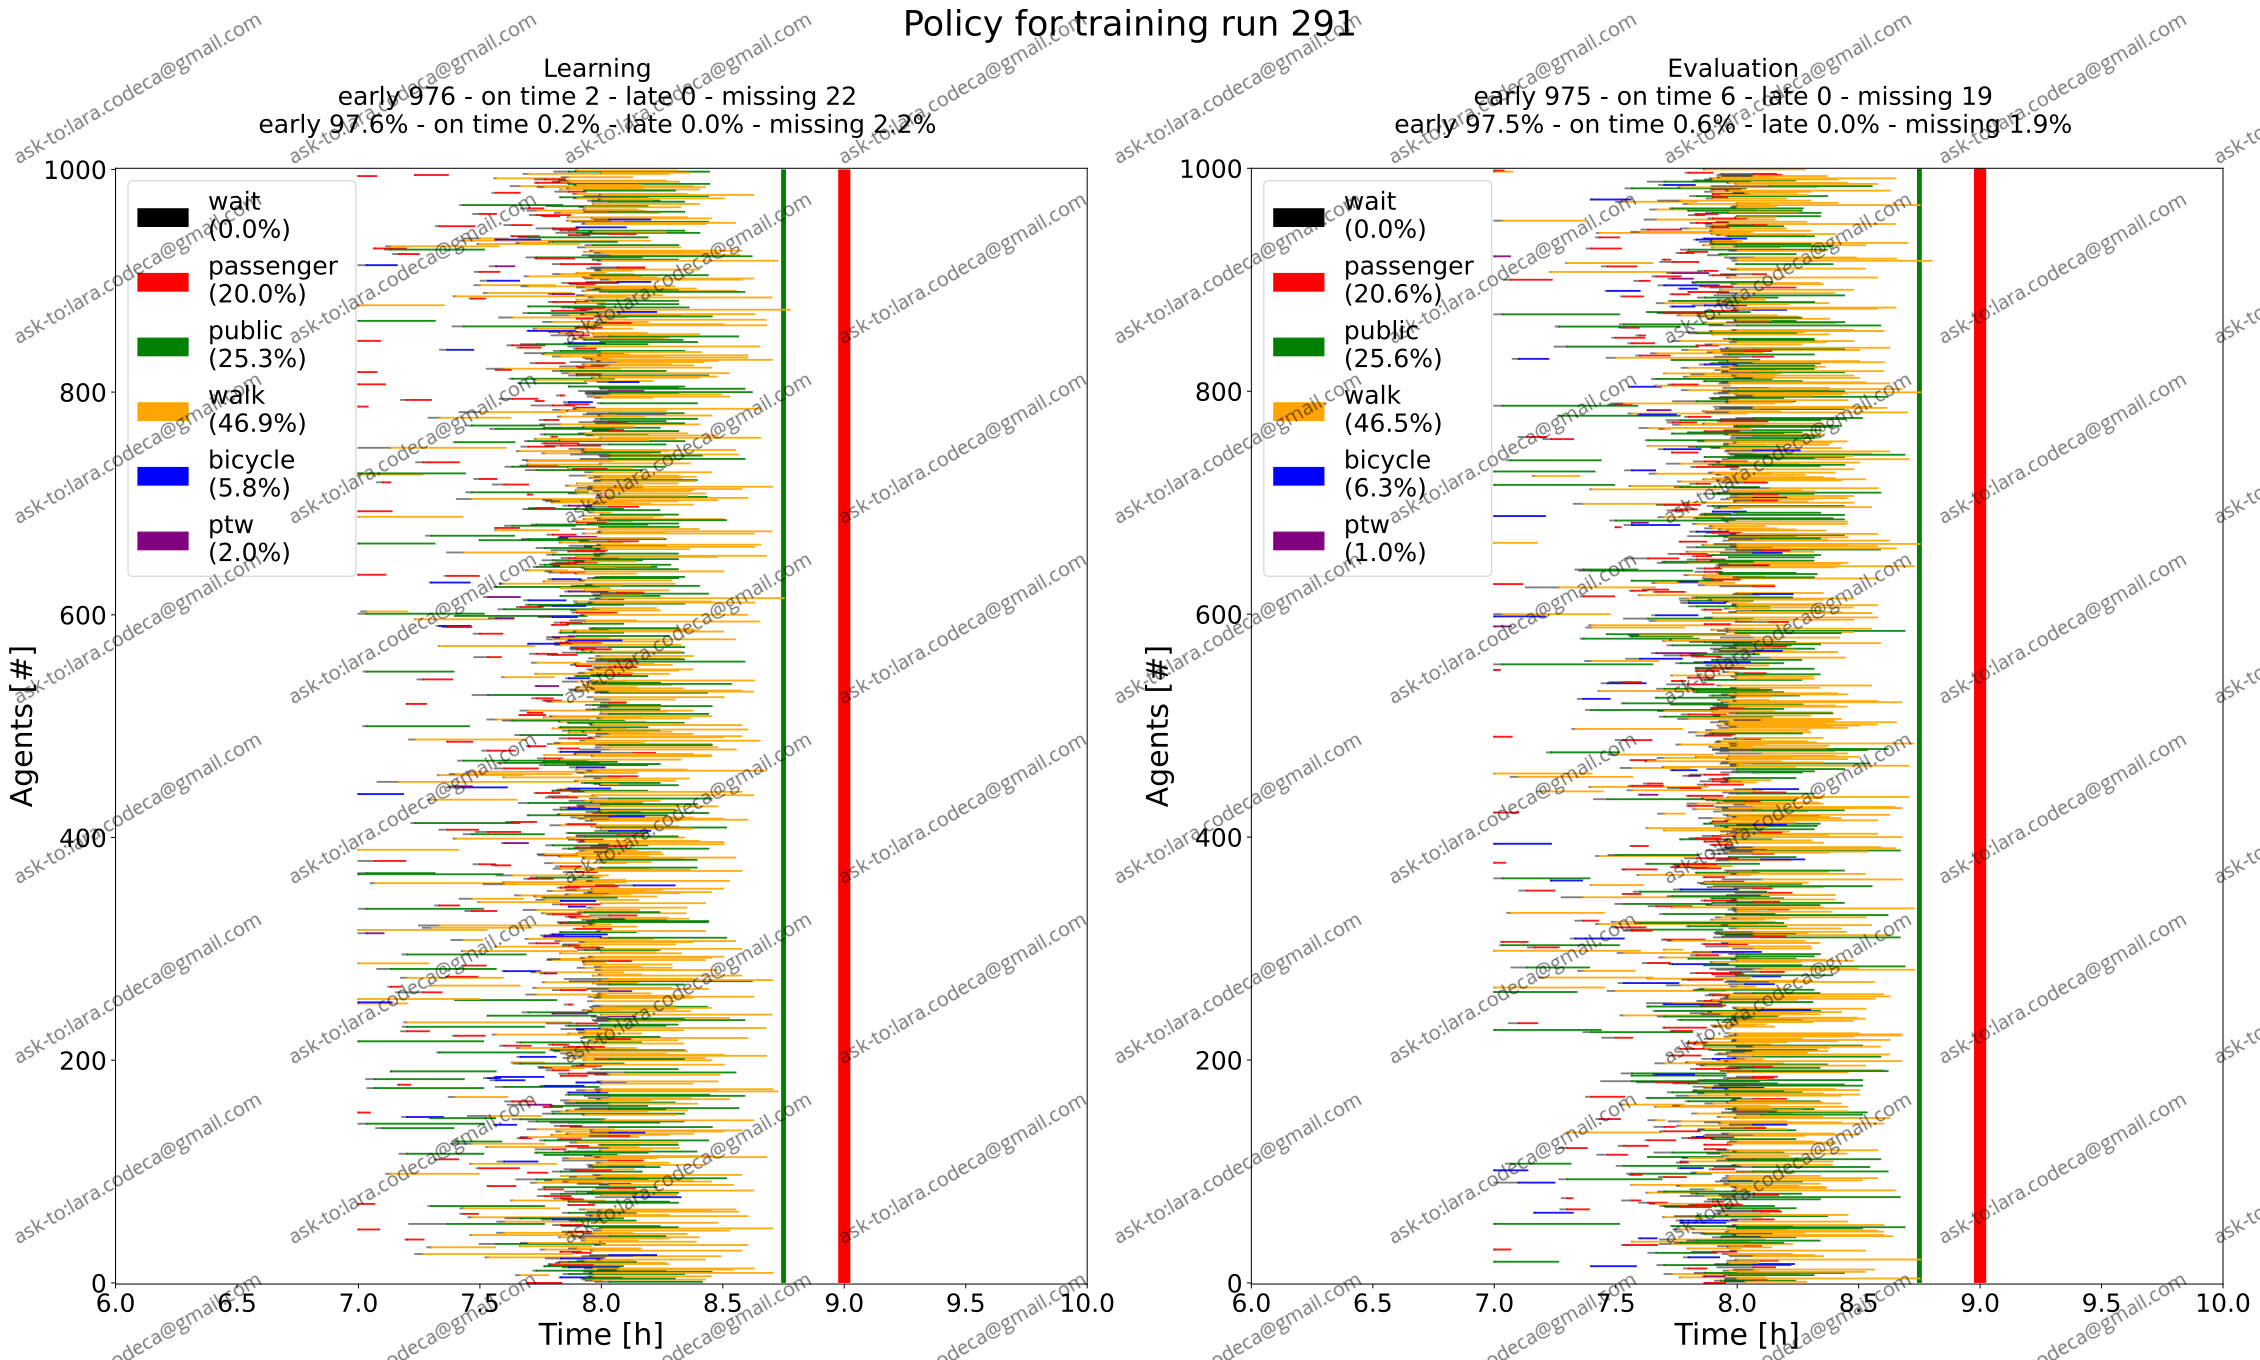 Policy for training run 291
Learning
early 976 - on time 2 - late 0 - missing 22
early 97.6% - on time 0.2% - late 0.0% - missing 2.2%
Evaluation
early 975 - on time 6 - late 0 - missing 19
early 97.5% - on time 0.6% - late 0.0% - missing 1.9%
1000
800
600
400
200
0
Agents [#]
wait
(0.0%)
passenger
(20.0%)
public
(25.3%)
walk
(46.9%)
bicycle
(5.8%)
ptw
(2.0%)
6.0 6.5 7.0 7.5 8.0 8.5 9.0 9.5 10.0
Time [h]
1000
800
600
400
200
0
Agents [#]
wait
(0.0%)
passenger
(20.6%)
public
(25.6%)
walk
(46.5%)
bicycle
(6.3%)
ptw
(1.0%)
6.0 6.5 7.0 7.5 8.0 8.5 9.0 9.5 10.0
Time [h]
ask-to:lara.codeca@gmail.com